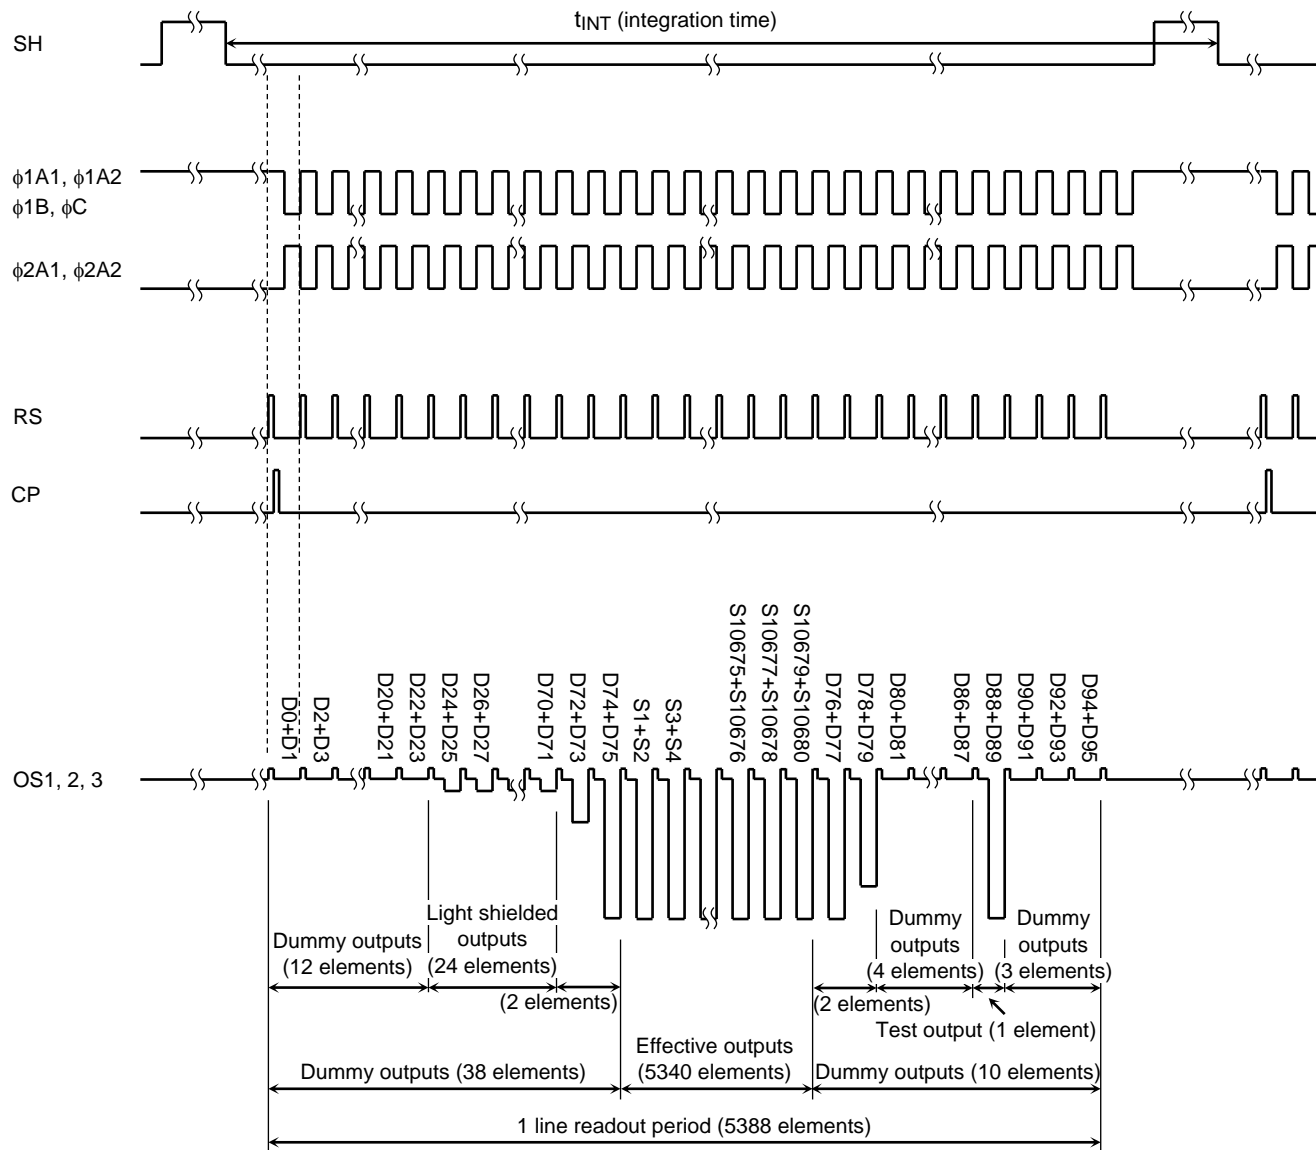 tINT (integration time)
SH
ϕ1A1, ϕ1A2
ϕ1B, ϕC
ϕ2A1, ϕ2A2
RS
CP
D0+D1
D2+D3
D20+D21
D22+D23
D24+D25
D26+D27
D70+D71
D72+D73
D74+D75
S1+S2
S3+S4
S10675+S10676
S10677+S10678
S10679+S10680
D76+D77
D78+D79
D80+D81
D86+D87
D88+D89
D90+D91
D92+D93
D94+D95
OS1, 2, 3
Dummy outputs
(12 elements)
Light shielded
outputs
(24 elements)
(2 elements)
(2 elements)
Dummy
outputs
(4 elements)
Dummy
outputs
(3 elements)
Test output (1 element)
Dummy outputs (38 elements)
Effective outputs
(5340 elements)
Dummy outputs (10 elements)
1 line readout period (5388 elements)